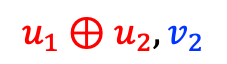 u₁ ⊕ u₂, v₂